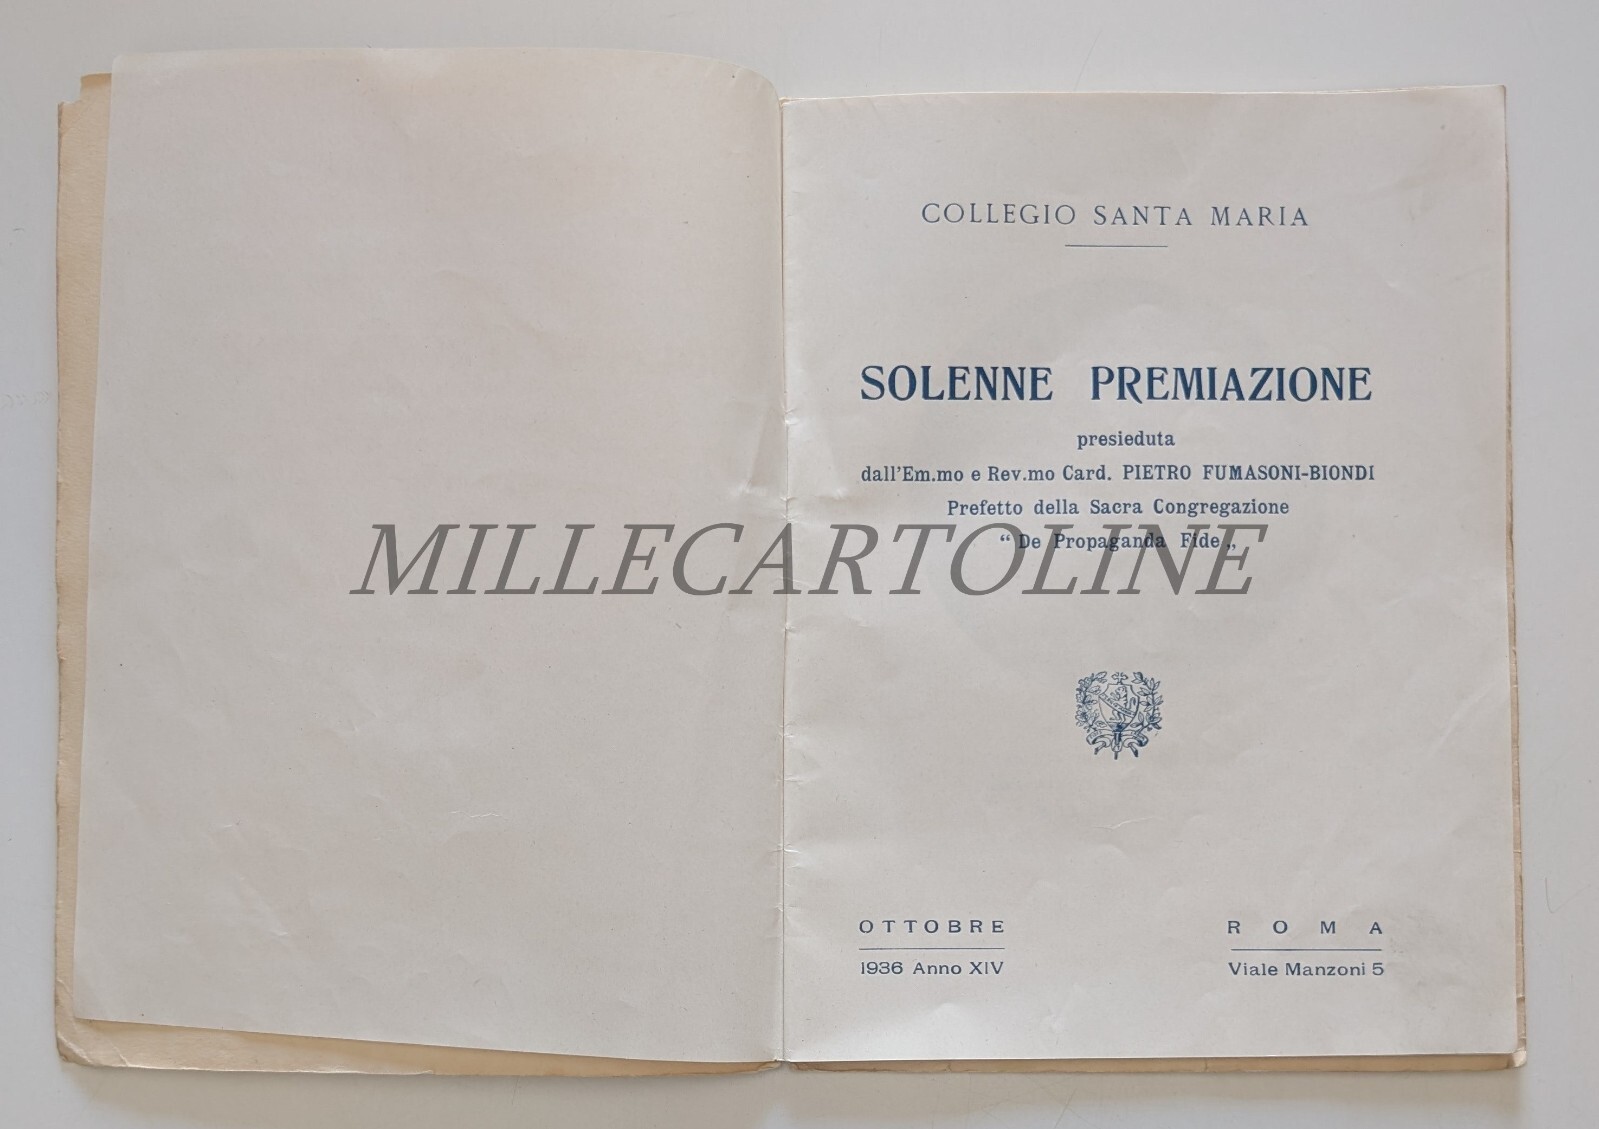 COLLEGIO SANTA MARIA
SOLENNE PREMIAZIONE
presieduta
dall'Em.mo e Rev.mo Card. PIETRO FUMASONI-BIONDI
Prefetto della Sacra Congregazione
“ De Propaganda Fide „
MILLECARTOLINE
OTTOBRE
1936 Anno XIV
ROMA
Viale Manzoni 5